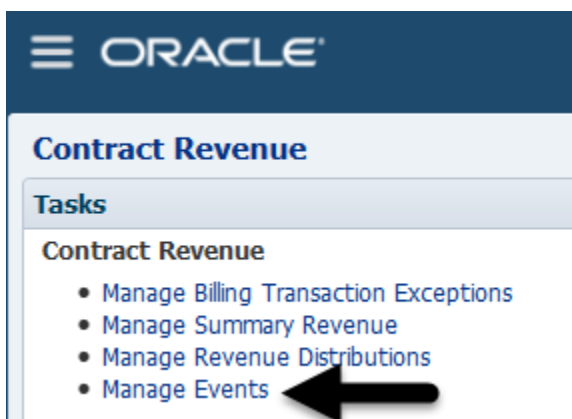 ORACLE
Contract Revenue
Tasks
Contract Revenue
• Manage Billing Transaction Exceptions
• Manage Summary Revenue
• Manage Revenue Distributions
• Manage Events